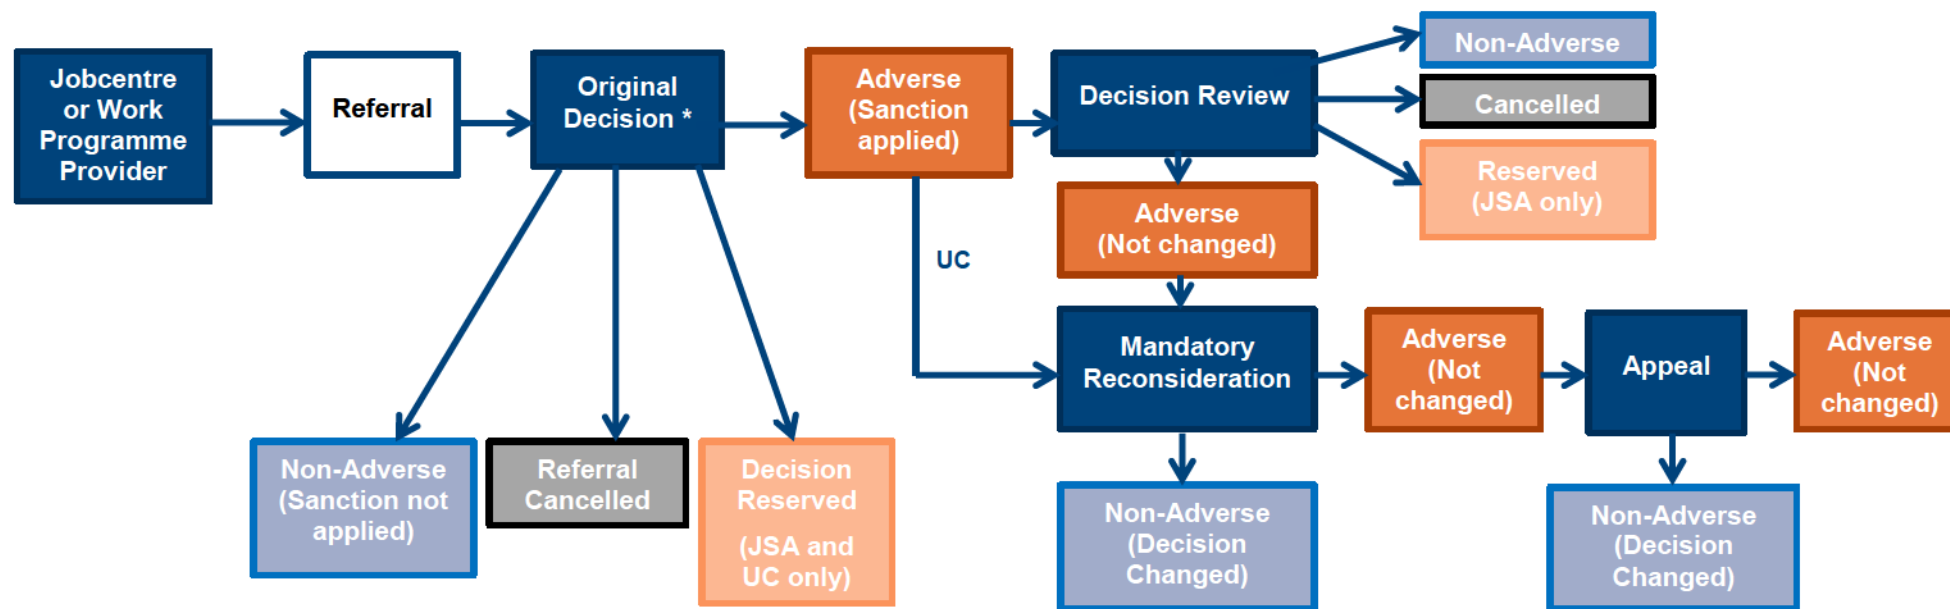 Jobcentre
or Work
Programme
Provider
Referral
Original
Decision *
Adverse
(Sanction
applied)
Decision Review
Non-Adverse
Cancelled
Reserved
(JSA only)
Adverse
(Not changed)
UC
Mandatory
Reconsideration
Adverse
(Not
changed)
Appeal
Adverse
(Not
changed)
Non-Adverse
(Sanction not
applied)
Referral
Cancelled
Decision
Reserved
(JSA and
UC only)
Non-Adverse
(Decision
Changed)
Non-Adverse
(Decision
Changed)